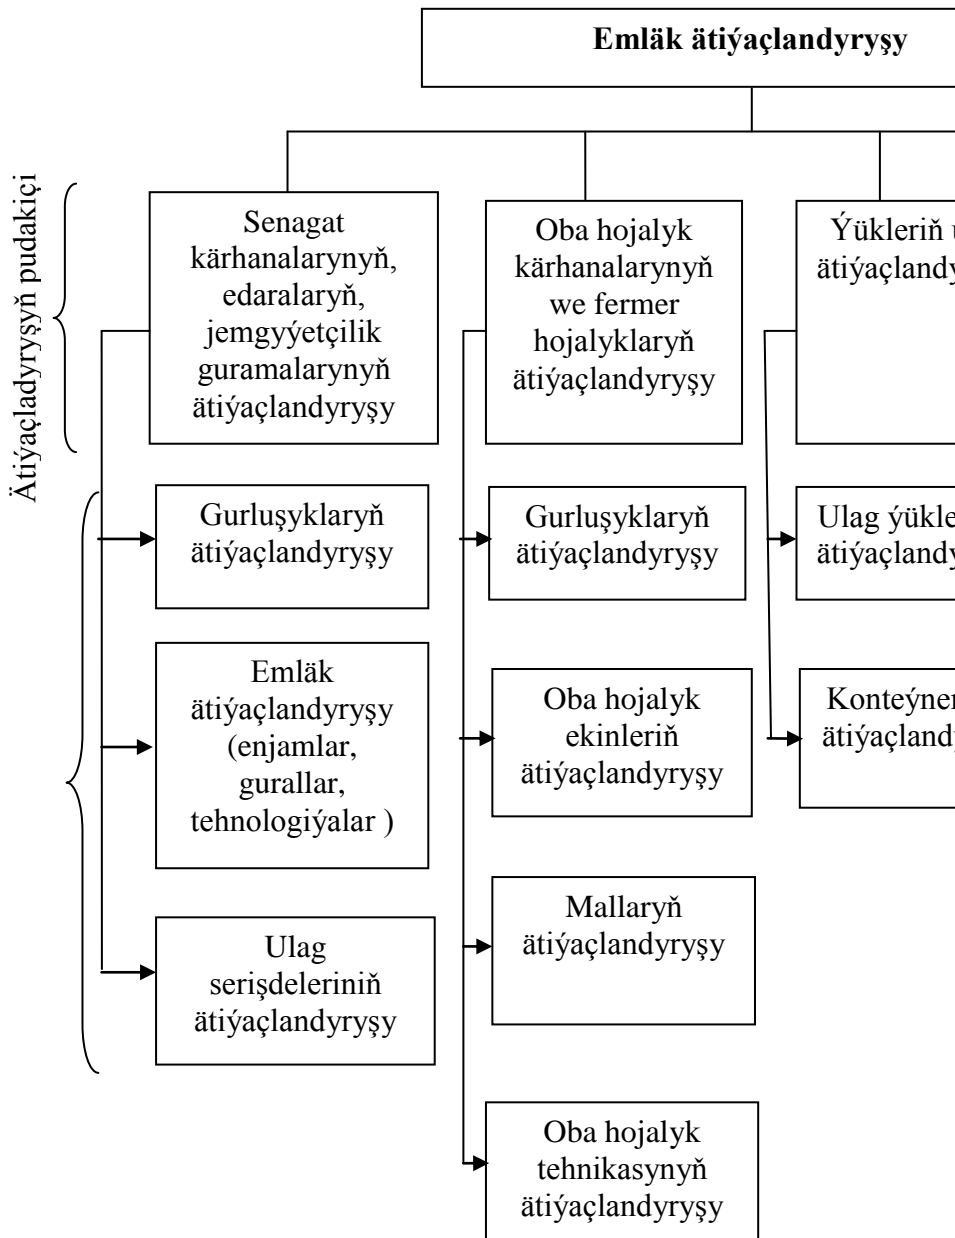 Emläk ätiýaçlandyryşy
Ätiýaçladyryşyň pudakiçi
Senagat
kärhanalarynyň,
edaralaryň,
jemgyýetçilik
guramalarynyň
ätiýaçlandyryşy
Oba hojalyk
kärhanalarynyň
we fermer
hojalyklaryň
ätiýaçlandyryşy
Ýükleriň
Gurluşyklaryň
ätiýaçlandyryşy
Gurluşyklaryň
ätiýaçlandyryşy
Ulag
Emläk
ätiýaçlandyryşy
(enjamlar,
gurallar,
tehnologiýalar )
Oba hojalyk
ekinleriň
ätiýaçlandyryşy
Mallaryň
ätiýaçlandyryşy
Ulag
serişdeleriniň
ätiýaçlandyryşy
Oba hojalyk
tehnikasynyň
ätiýaçlandyryşy